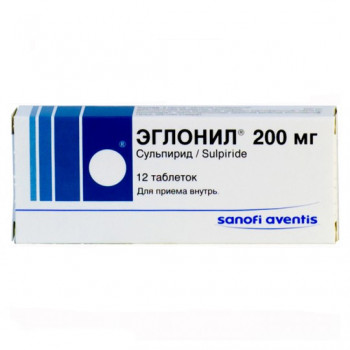 ЭГЛОНИЛ® 200 мг
Сульпирид / Sulpiride
®
12 таблеток
Для приема внутрь.
sanofi aventis